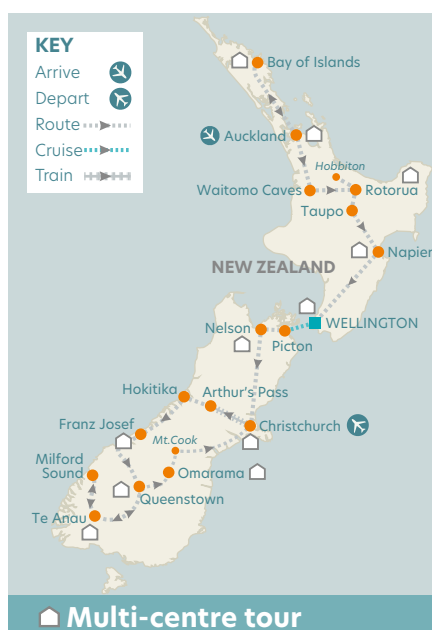 KEY
Arrive
Depart
Route
Cruise
Train
Bay of Islands
Auckland
Hobbiton
Waitomo Caves
Rotorua
Taupo
Napier
NEW ZEALAND
Nelson
WELLINGTON
Picton
Hokitika
Arthur's Pass
Franz Josef
Mt.Cook
Christchurch
Milford
Sound
Omarama
Queenstown
Te Anau
Multi-centre tour